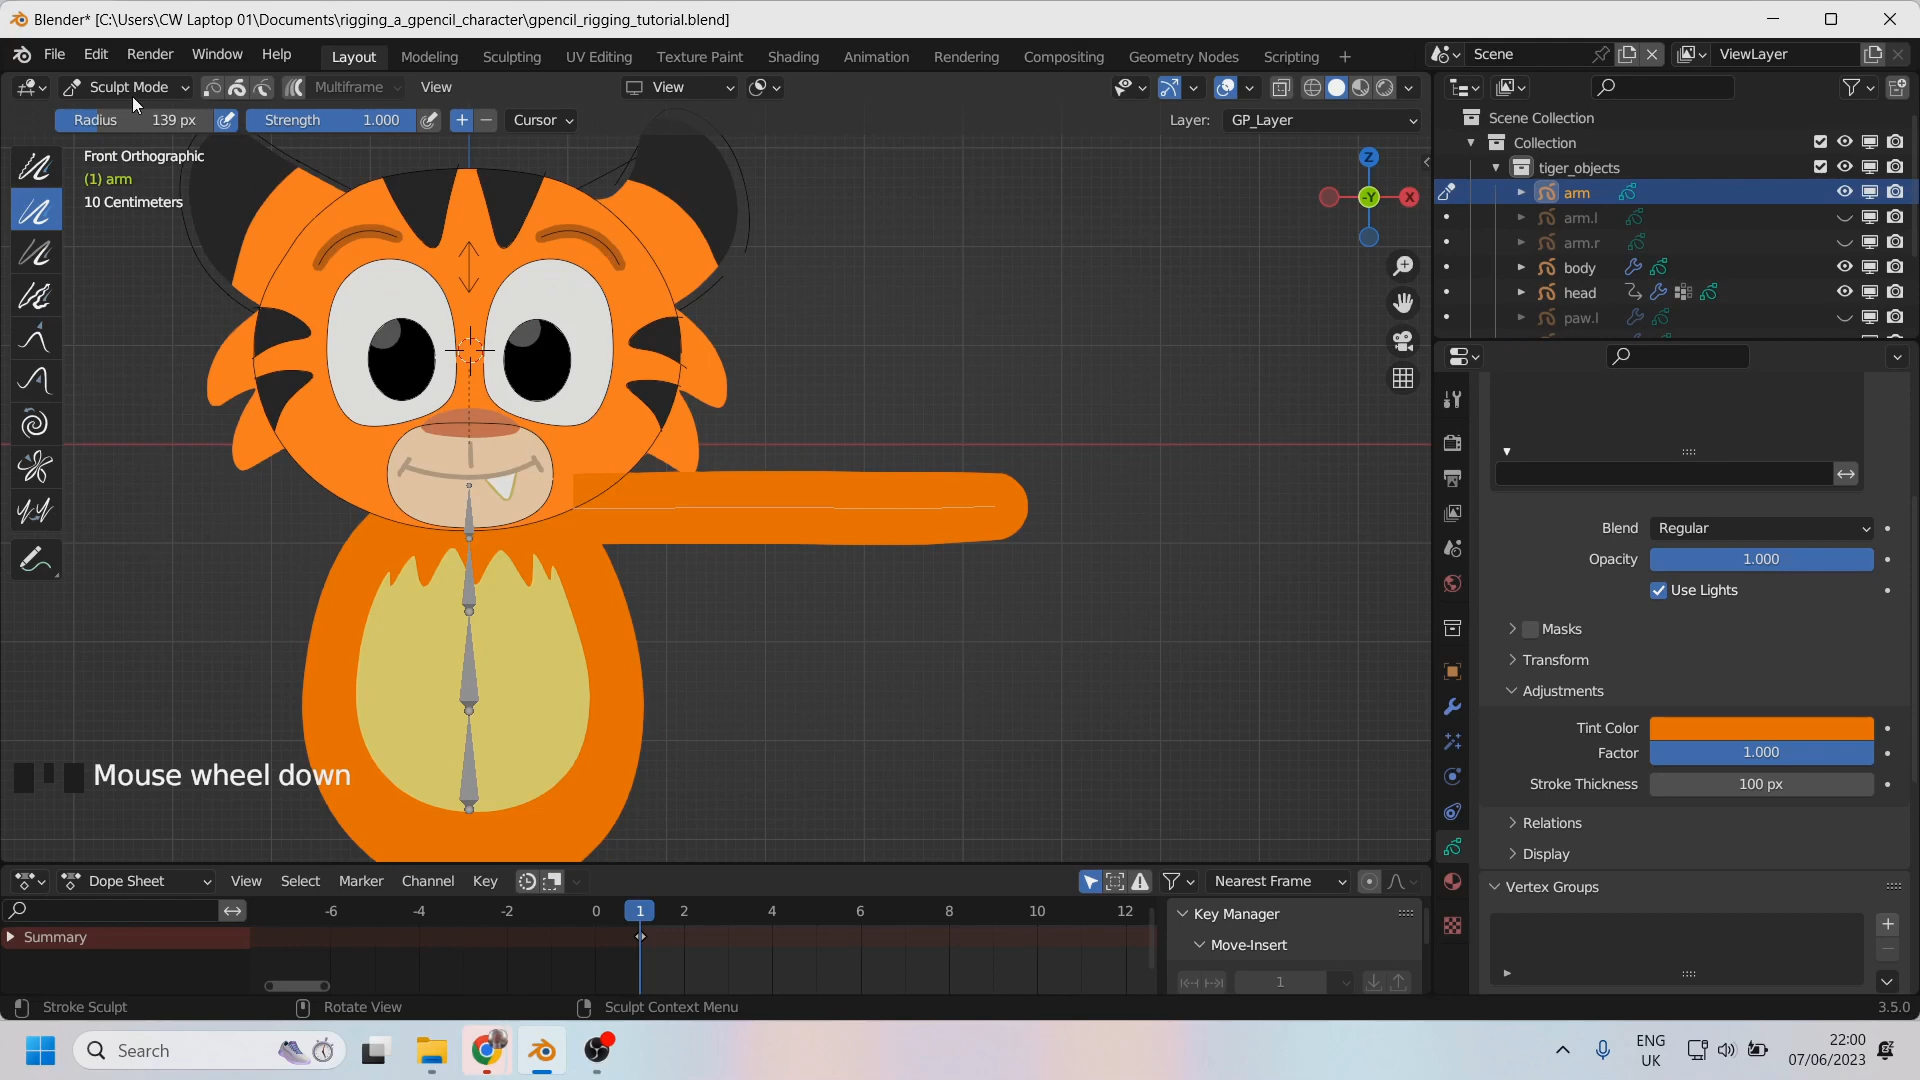 Blender* [C:\Users\CW Laptop 01\Documents\rigging_a_gpencil_character\gpencil_rigging_tutorial.blend]
File Edit Render Window Help Layout Modeling Sculpting UV Editing Texture Paint Shading Animation Rendering Compositing Geometry Nodes Scripting + Scene ViewLayer
Sculpt Mode Multiframe View View
Radius 139 px Strength 1.000 Cursor Layer: GP_Layer
Front Orthographic
(1) arm
10 Centimeters
Z
-Y X
Scene Collection
Collection
tiger_objects
arm
arm.l
arm.r
body
head
paw.l
Blend Regular
Opacity 1.000
Use Lights
Masks
Transform
Adjustments
Tint Color
Factor 1.000
Stroke Thickness 100 px
Relations
Display
Vertex Groups
Mouse wheel down
Dope Sheet View Select Marker Channel Key Nearest Frame
-6 -4 -2 0 1 2 4 6 8 10 12
Summary
Key Manager
Move-Insert
1
Stroke Sculpt Rotate View Sculpt Context Menu 3.5.0
Search
ENG
UK
22:00
07/06/2023